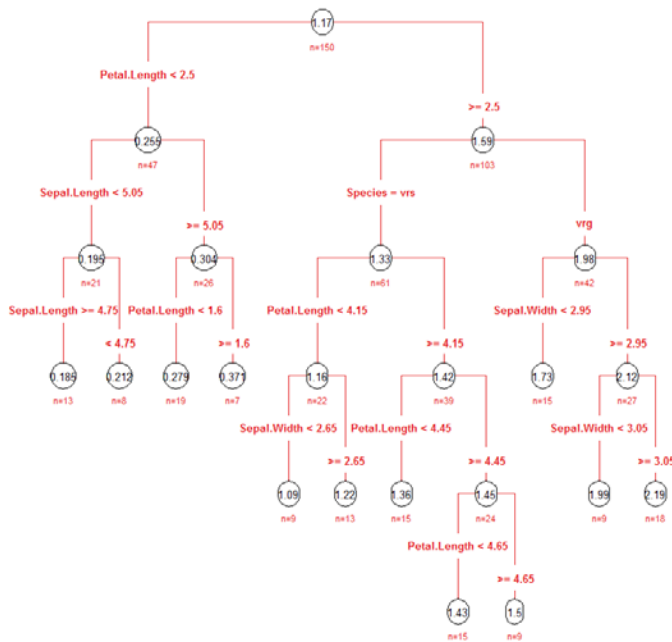 1.17
n=150
Petal.Length < 2.5
>= 2.5
0.255
1.59
n=47
n=103
Sepal.Length < 5.05
Species = vrs
>= 5.05
vrg
0.195
0.304
1.33
1.98
n=21
n=26
n=61
n=42
Sepal.Length >= 4.75
Petal.Length < 1.6
Petal.Length < 4.15
Sepal.Width < 2.95
< 4.75
>= 1.6
>= 4.15
>= 2.95
0.185
0.212
0.279
0.371
1.16
1.42
1.73
2.12
n=13
n=8
n=19
n=7
n=22
n=39
n=15
n=27
Sepal.Width < 2.65
Petal.Length < 4.45
Sepal.Width < 3.05
>= 2.65
>= 4.45
>= 3.05
1.09
1.22
1.36
1.45
1.99
2.19
n=9
n=13
n=15
n=24
n=9
n=18
Petal.Length < 4.65
>= 4.65
1.43
1.5
n=15
n=9